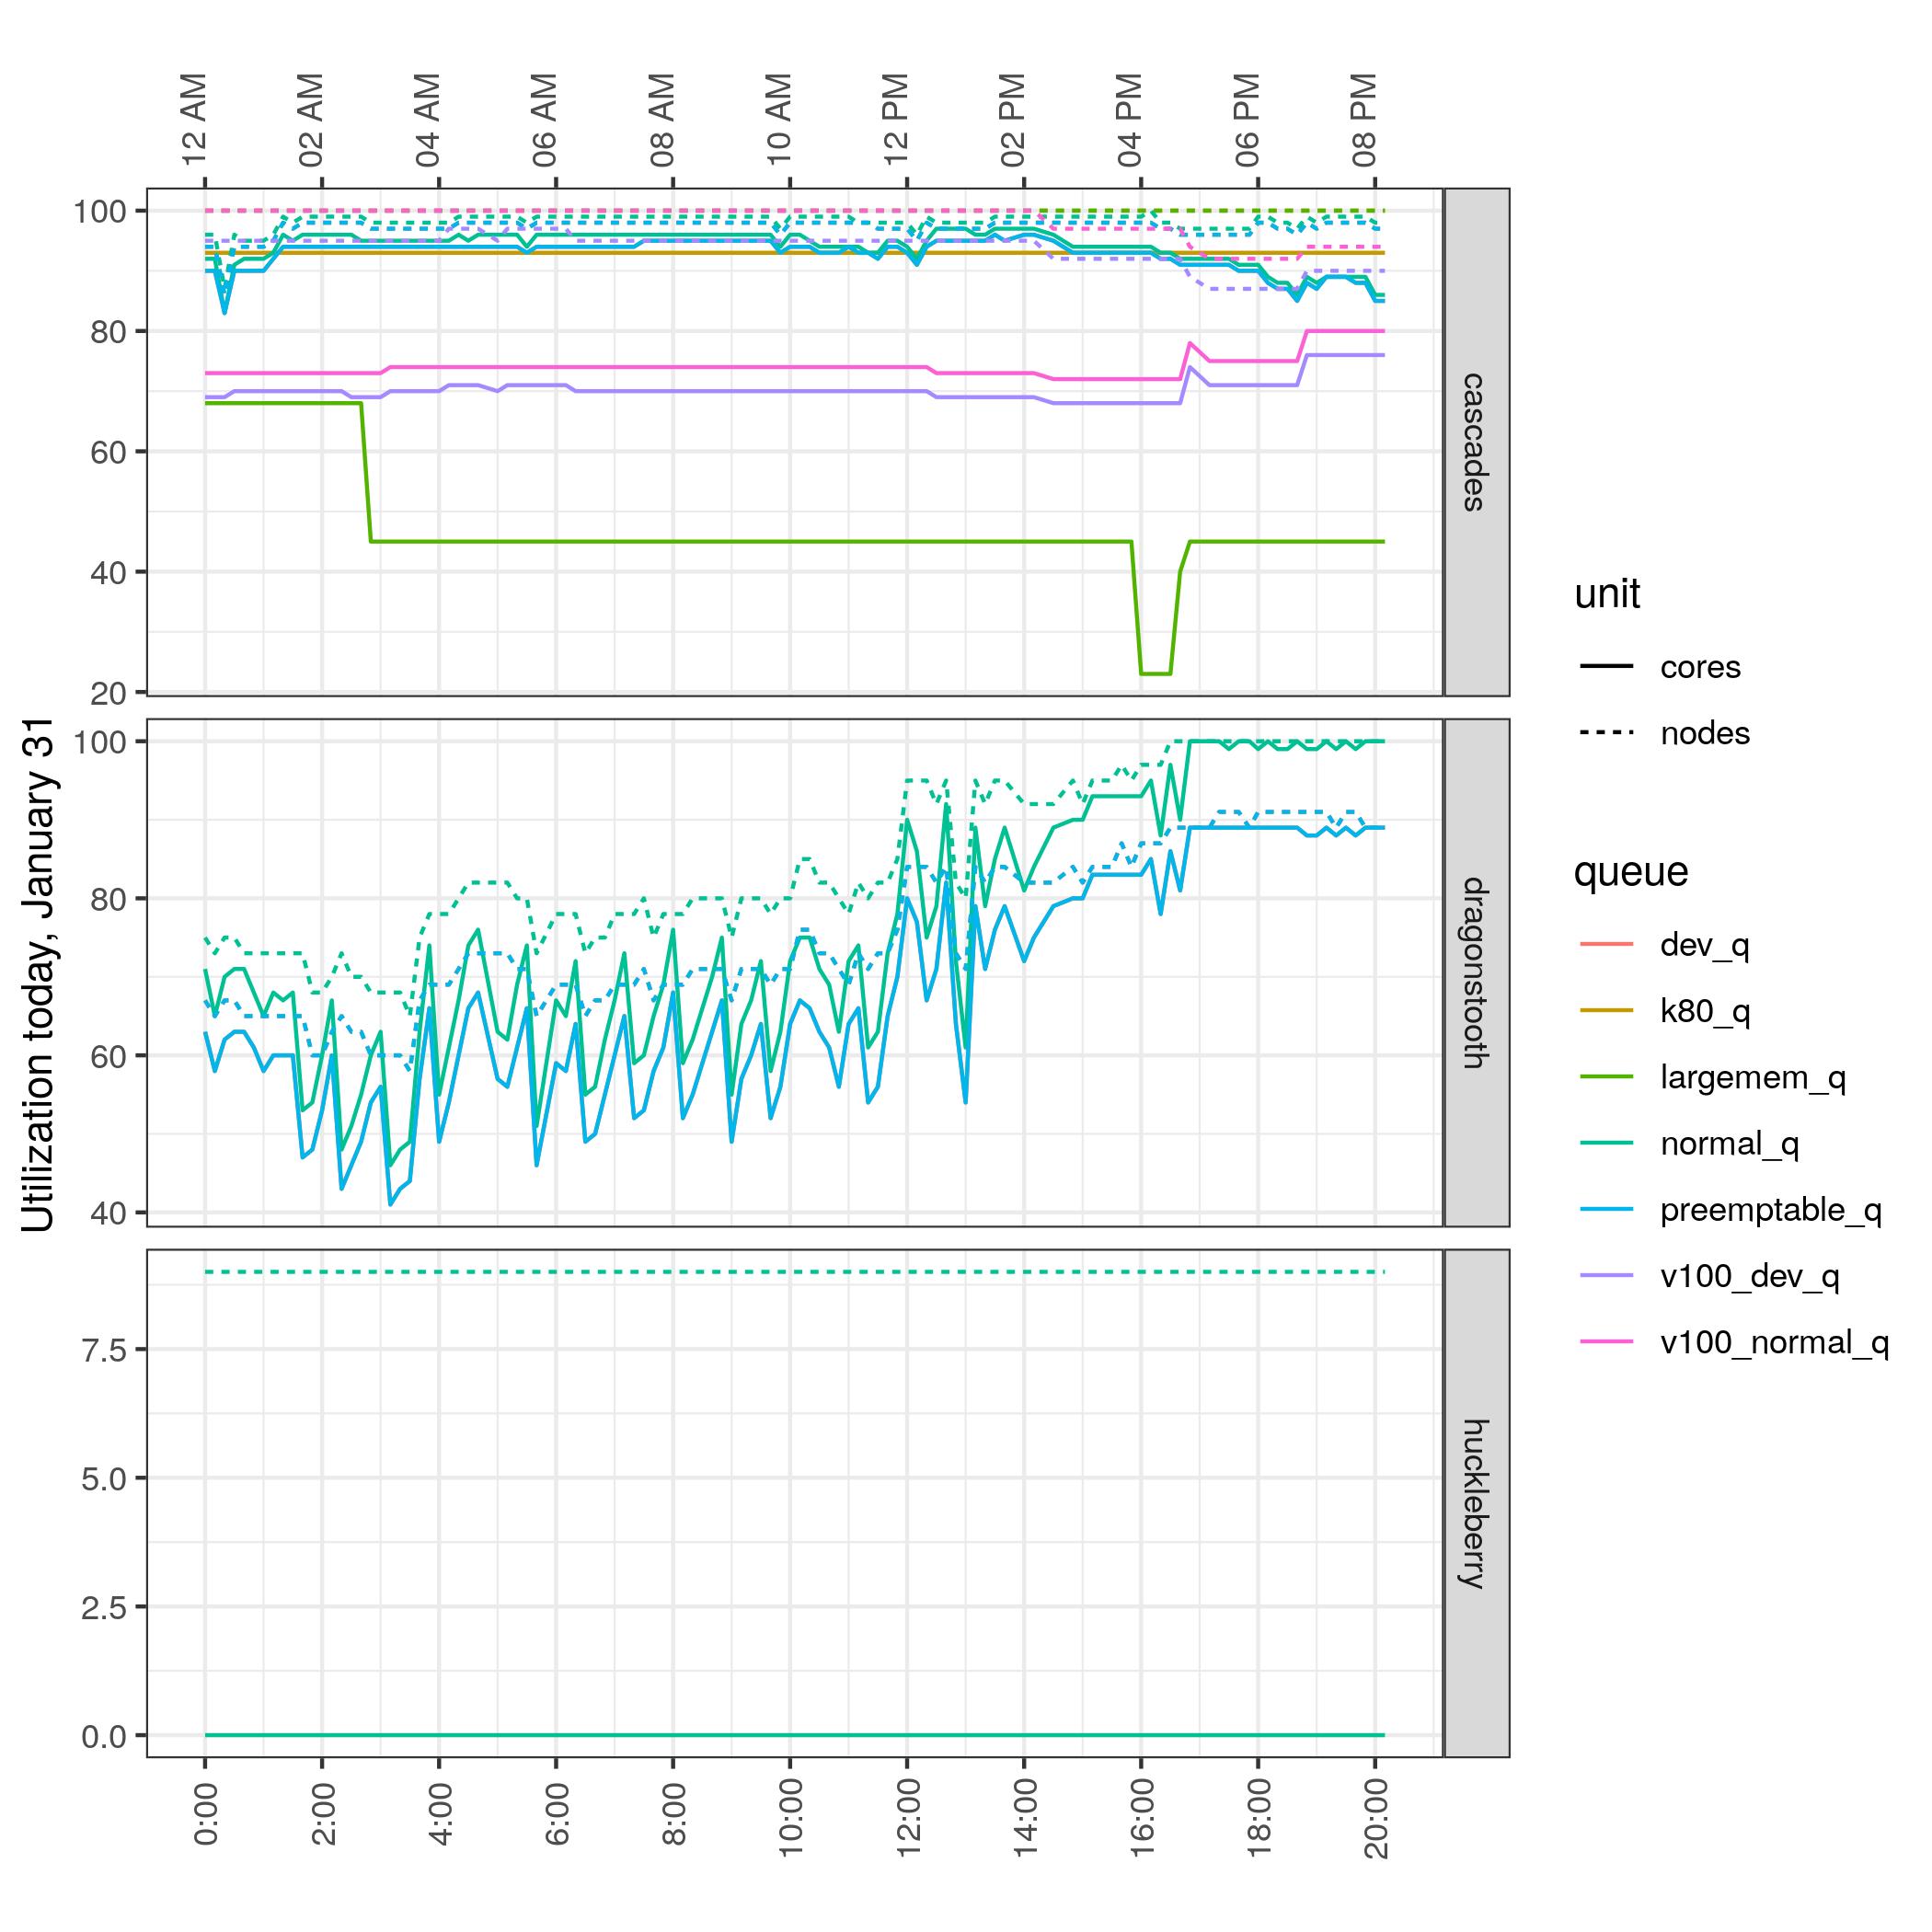 12 AM
02 AM
04 AM
06 AM
08 AM
10 AM
12 PM
02 PM
04 PM
06 PM
08 PM
Utilization today, January 31
100
80
60
40
20
cascades
100
80
60
40
dragonstooth
7.5
5.0
2.5
0.0
huckleberry
0:00
2:00
4:00
6:00
8:00
10:00
12:00
14:00
16:00
18:00
20:00
unit
cores
nodes
queue
dev_q
k80_q
largemem_q
normal_q
preemptable_q
v100_dev_q
v100_normal_q